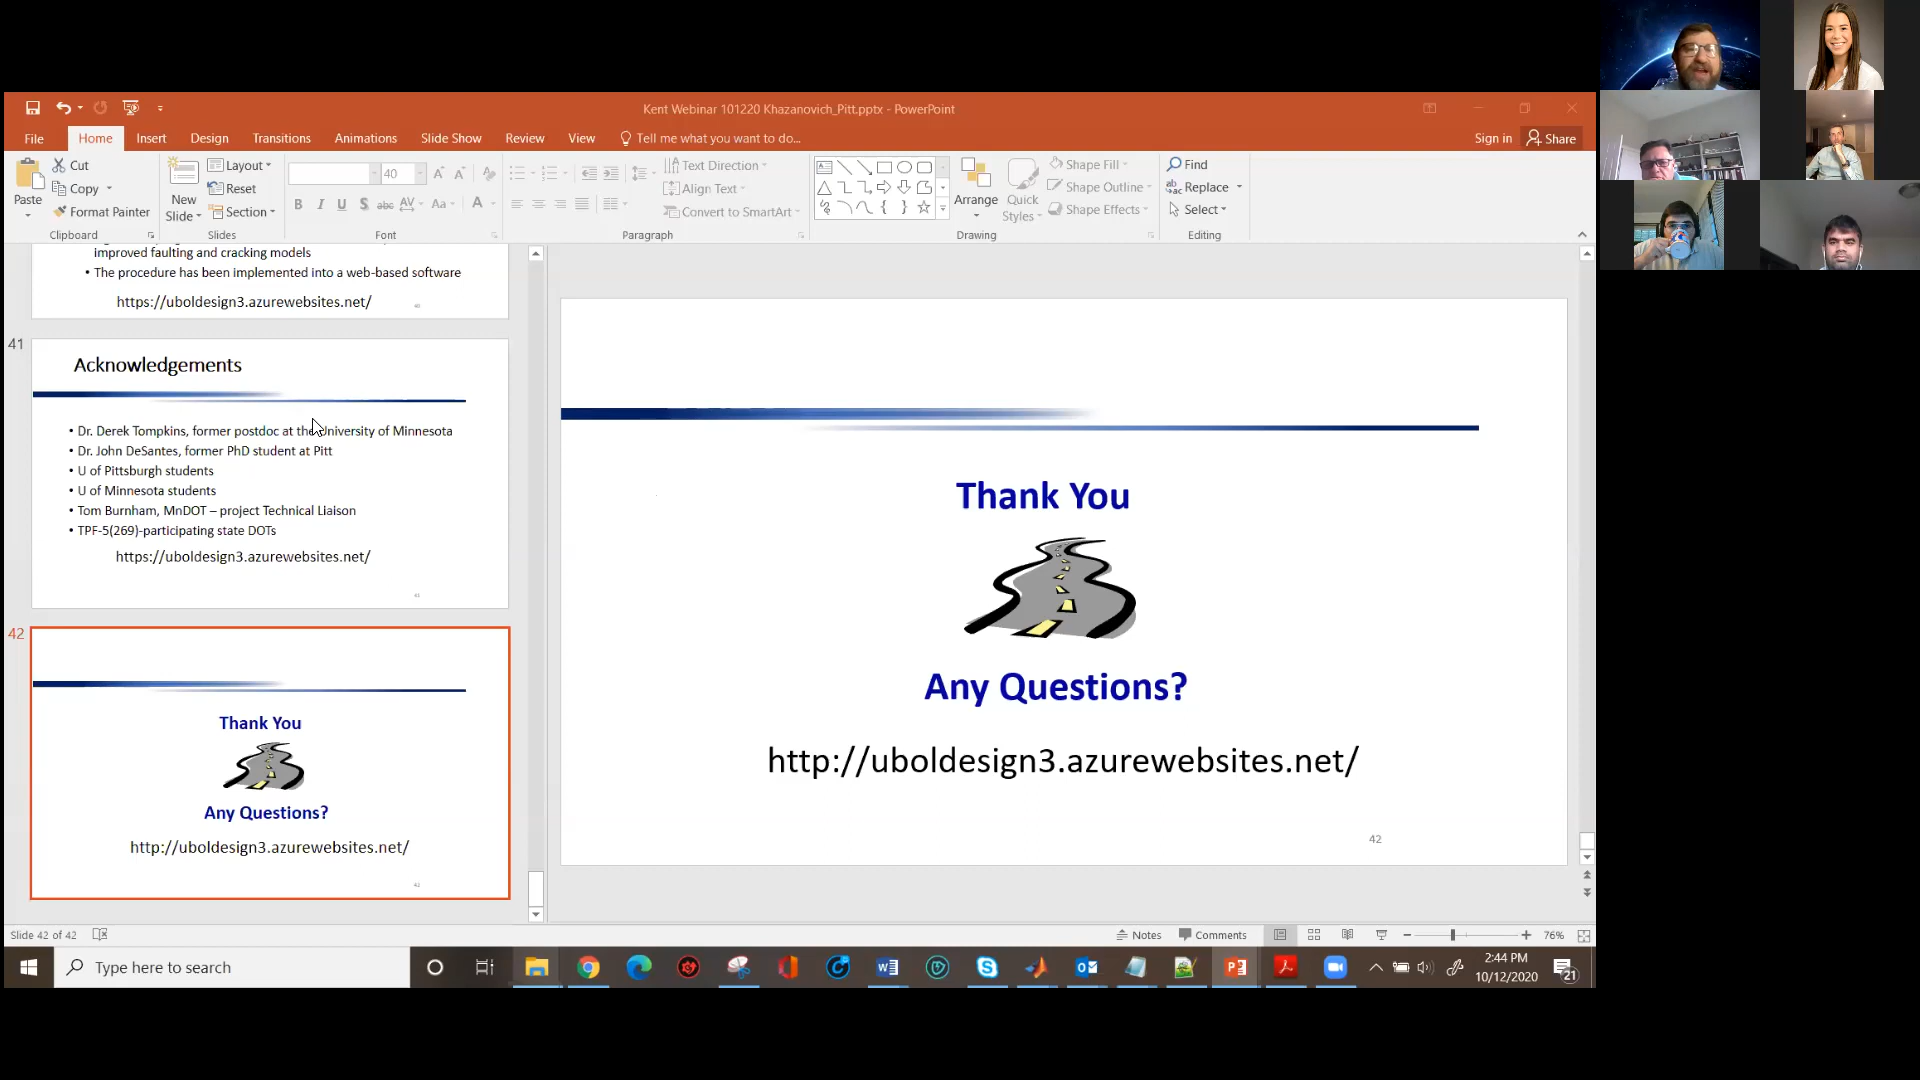 Kent Webinar 101220 Khazanovich_Pitt.pptx - PowerPoint
File Home Insert Design Transitions Animations Slide Show Review View Tell me what you want to do... Sign in Share
Paste
Cut
Copy
Format Painter
Clipboard
New
Slide
Layout
Reset
Section
Slides
40
B I U S abc AV Aa A
Font
Text Direction
Align Text
Convert to SmartArt
Paragraph
Arrange
Quick
Styles
Shape Fill
Shape Outline
Shape Effects
Drawing
Find
Replace
Select
Editing
improved faulting and cracking models
• The procedure has been implemented into a web-based software
https://uboldesign3.azurewebsites.net/
41
Acknowledgements
• Dr. Derek Tompkins, former postdoc at the University of Minnesota
• Dr. John DeSantes, former PhD student at Pitt
• U of Pittsburgh students
• U of Minnesota students
• Tom Burnham, MnDOT – project Technical Liaison
• TPF-5(269)-participating state DOTs
https://uboldesign3.azurewebsites.net/
42
Thank You
Any Questions?
http://uboldesign3.azurewebsites.net/
Thank You
Any Questions?
http://uboldesign3.azurewebsites.net/
42
Slide 42 of 42
Notes Comments 76%
Type here to search
2:44 PM
10/12/2020
21